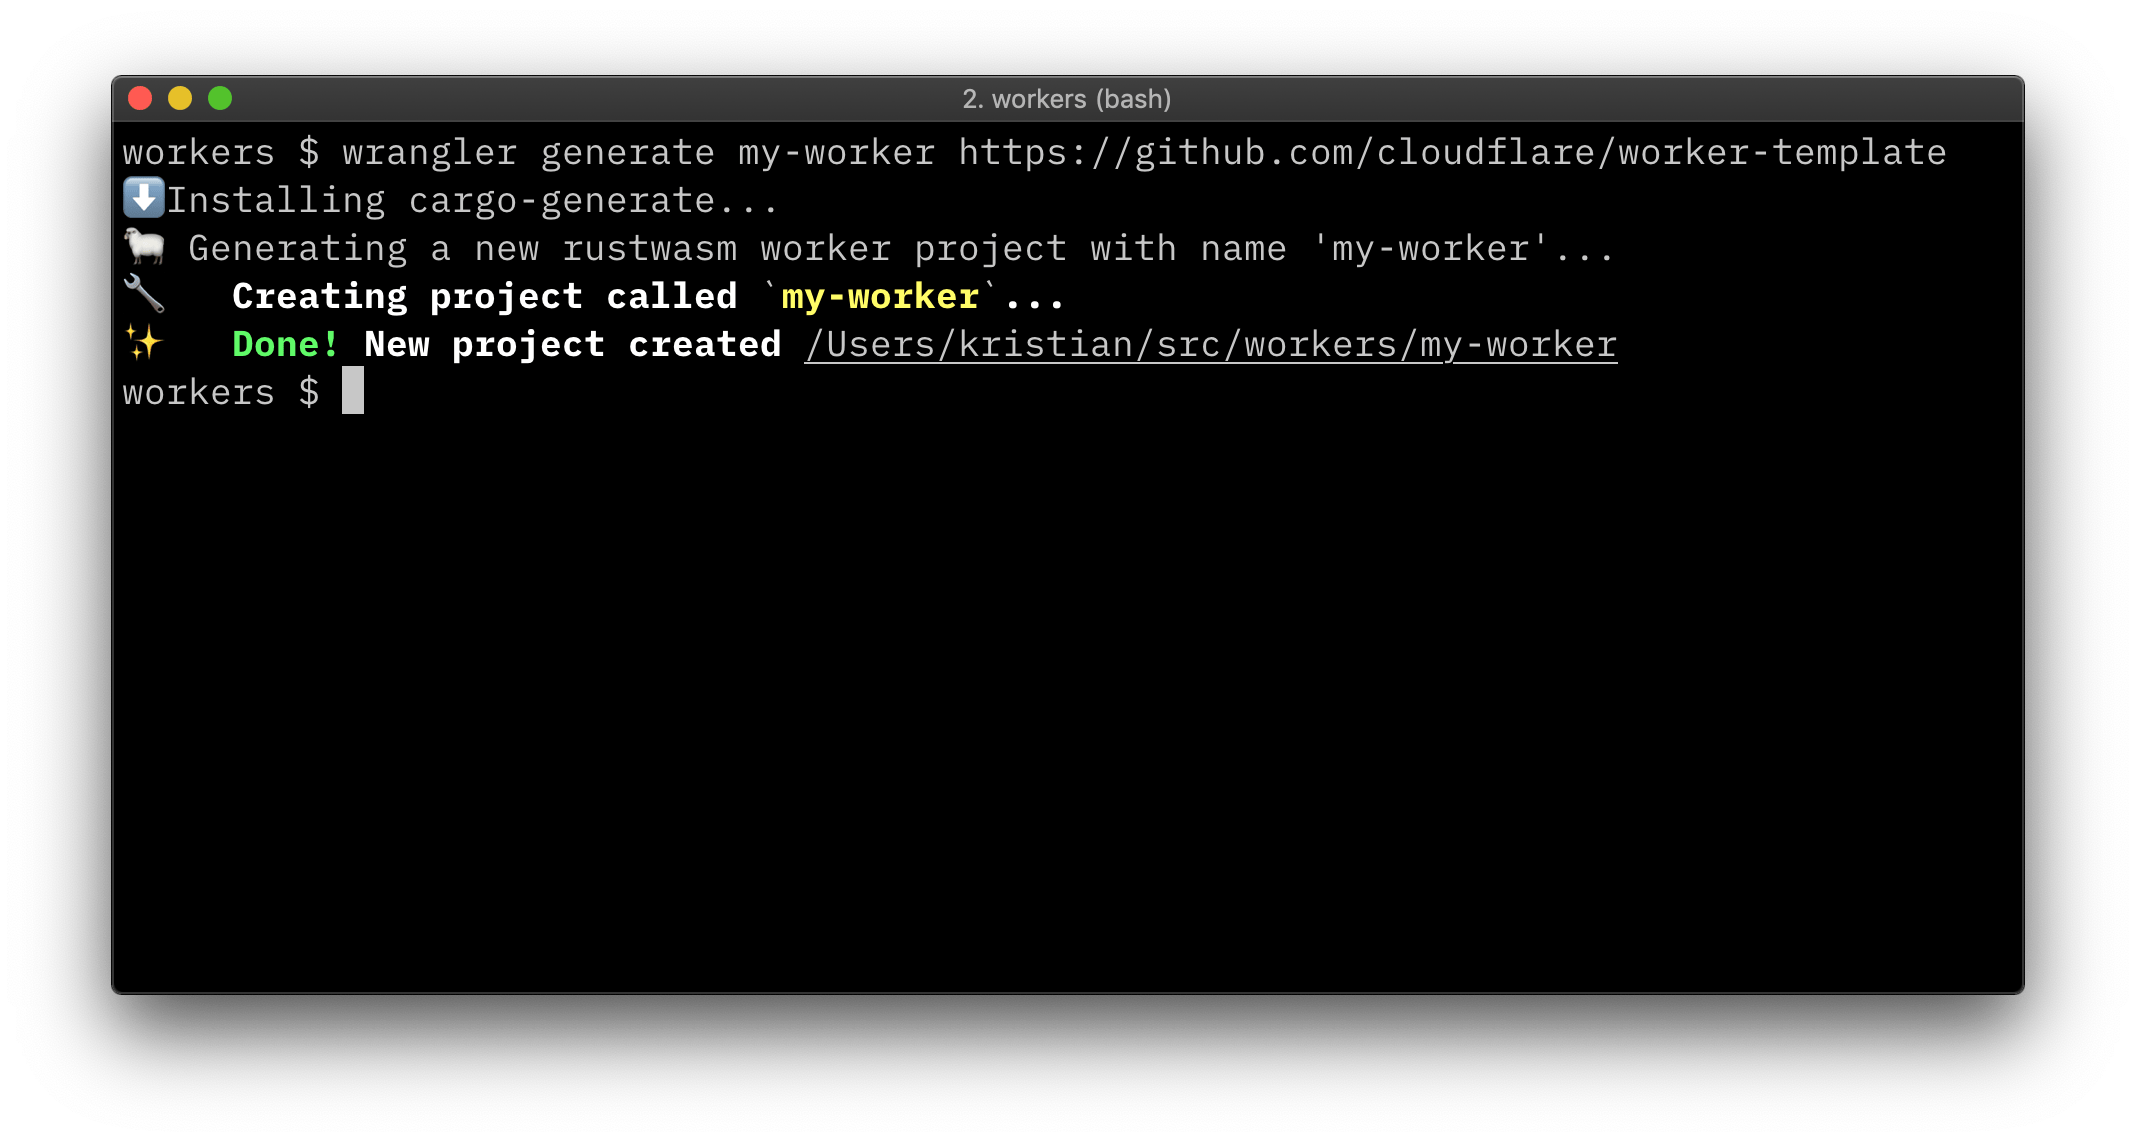 2. workers (bash)
workers $ wrangler generate my-worker https://github.com/cloudflare/worker-template
⬇️Installing cargo-generate...
🐑 Generating a new rustwasm worker project with name 'my-worker'...
🔧   Creating project called `my-worker`...
✨   Done! New project created /Users/kristian/src/workers/my-worker
workers $